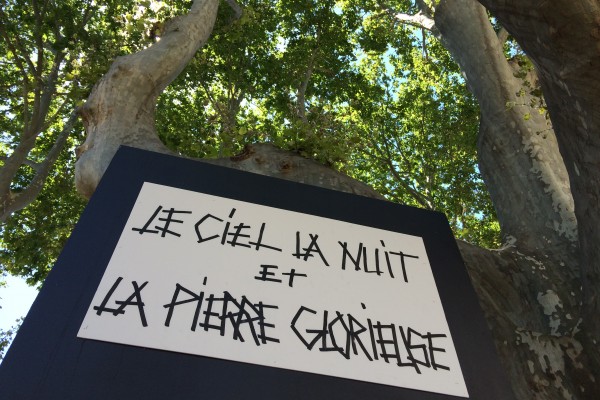 LE CiEL LA NUiT
ET
LA PiERRE GLORiEUSE